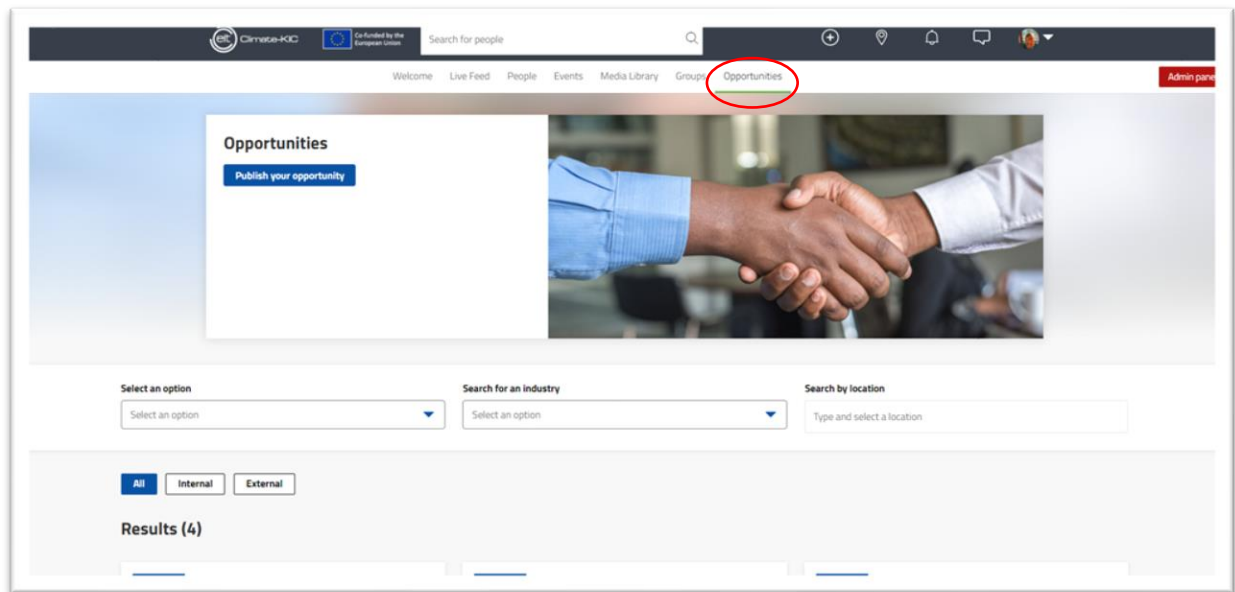 eit Climate-KIC
Co-funded by the
European Union
Search for people
Welcome Live Feed People Events Media Library Groups Opportunities
Admin pane
Opportunities
Publish your opportunity
Select an option Search for an industry Search by location
Select an option Select an option Type and select a location
All Internal External
Results (4)